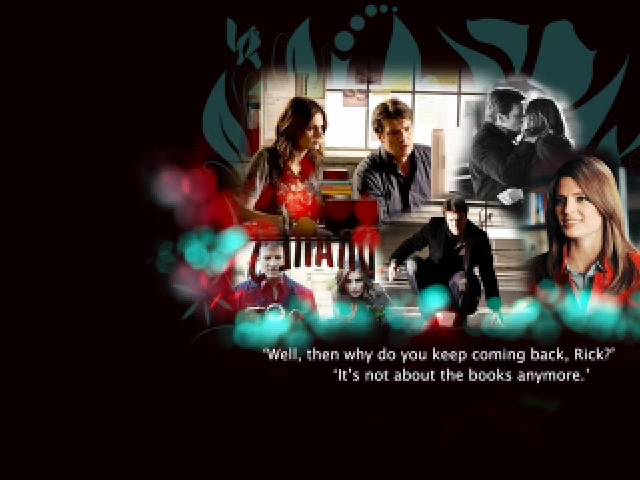 "Well, then why do you keep coming back, Rick?"
"It's not about the books anymore."